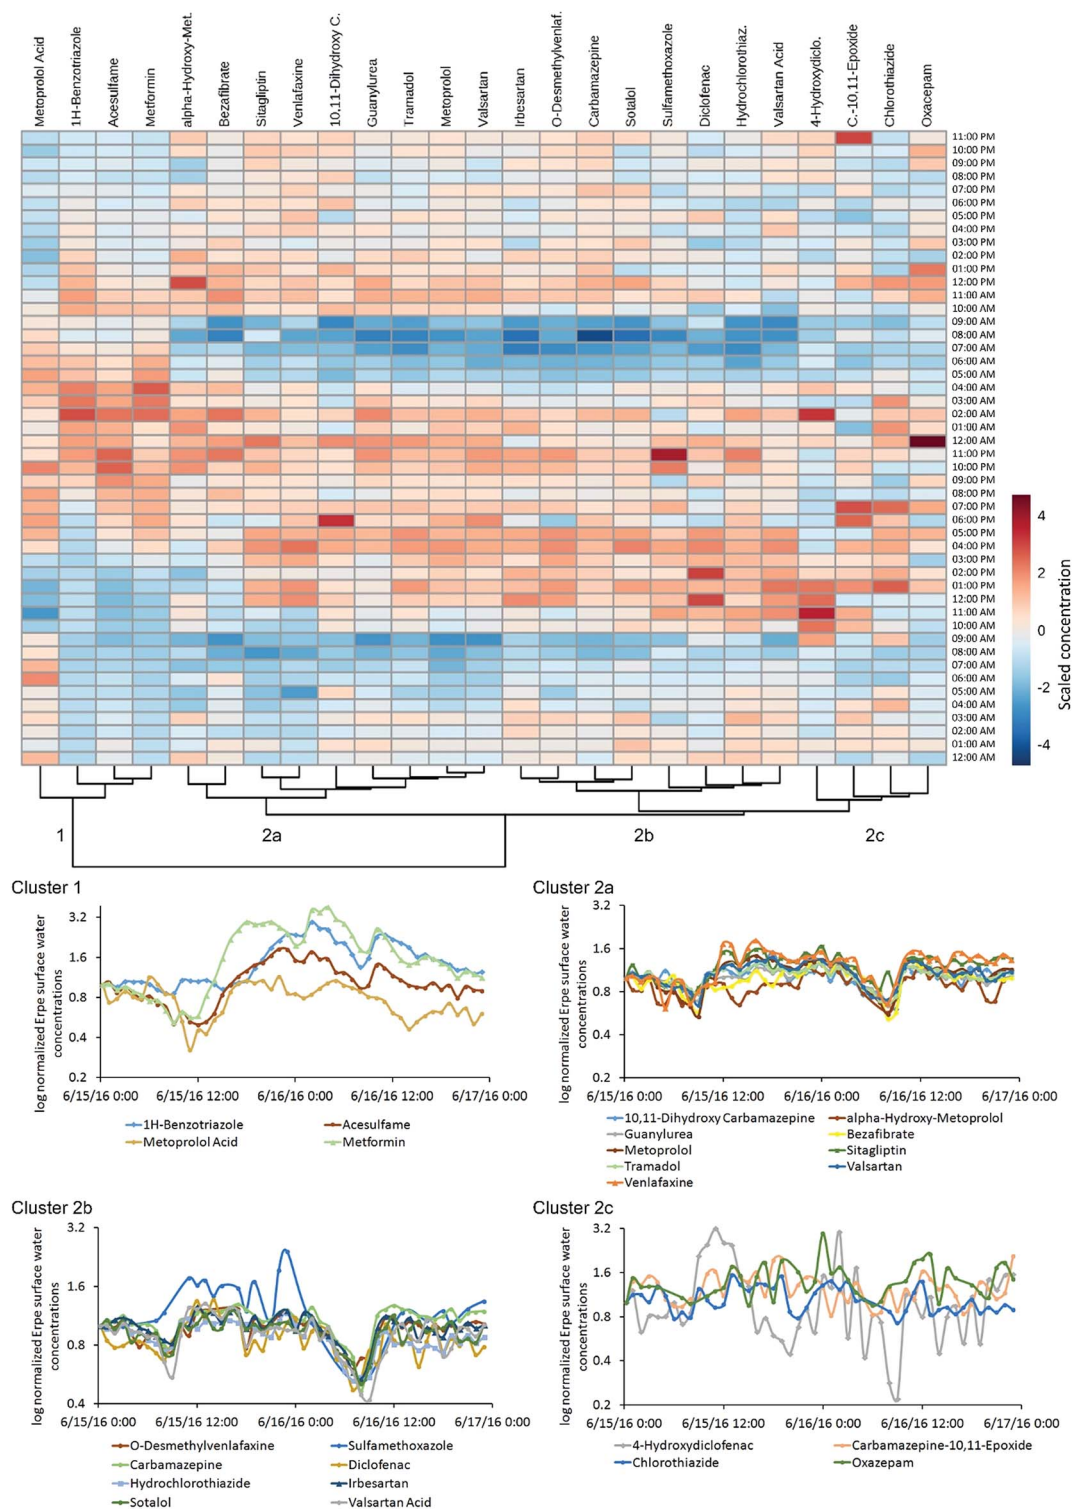 Metoprolol Acid
1H-Benzotriazole
Acesulfame
Metformin
alpha-Hydroxy-Met.
Bezafibrate
Sitagliptin
Venlafaxine
10.11-Dihydroxy C.
Guanylurea
Tramadol
Metoprolol
Valsartan
Irbesartan
O-Desmethylvenlaf.
Carbamazepine
Sotalol
Sulfamethoxazole
Diclofenac
Hydrochlorothiaz.
Valsartan Acid
4-Hydroxydiclo.
C.-10,11-Epoxide
Chlorothiazide
Oxacepam
11:00 PM
10:00 PM
09:00 PM
08:00 PM
07:00 PM
06:00 PM
05:00 PM
04:00 PM
03:00 PM
02:00 PM
01:00 PM
12:00 PM
11:00 AM
10:00 AM
09:00 AM
08:00 AM
07:00 AM
06:00 AM
05:00 AM
04:00 AM
03:00 AM
02:00 AM
01:00 AM
12:00 AM
11:00 PM
10:00 PM
09:00 PM
08:00 PM
07:00 PM
06:00 PM
05:00 PM
04:00 PM
03:00 PM
02:00 PM
01:00 PM
12:00 PM
11:00 AM
10:00 AM
09:00 AM
08:00 AM
07:00 AM
06:00 AM
05:00 AM
04:00 AM
03:00 AM
02:00 AM
01:00 AM
12:00 AM
4
2
0
-2
-4
Scaled concentration
1
2a
2b
2c
Cluster 1
log normalized Erpe surface water
concentrations
3.2
1.6
0.8
0.4
0.2
6/15/16 0:00 6/15/16 12:00 6/16/16 0:00 6/16/16 12:00 6/17/16 0:00
1H-Benzotriazole Acesulfame
Metoprolol Acid Metformin
Cluster 2a
log normalized Erpe surface water
concentrations
3.2
1.6
0.8
0.4
0.2
6/15/16 0:00 6/15/16 12:00 6/16/16 0:00 6/16/16 12:00 6/17/16 0:00
10,11-Dihydroxy Carbamazepine alpha-Hydroxy-Metoprolol
Guanylurea Bezafibrate
Metoprolol Sitagliptin
Tramadol Valsartan
Venlafaxine
Cluster 2b
log normalized Erpe surface water
concentrations
3.2
1.6
0.8
0.4
6/15/16 0:00 6/15/16 12:00 6/16/16 0:00 6/16/16 12:00 6/17/16 0:00
O-Desmethylvenlafaxine Sulfamethoxazole
Carbamazepine Diclofenac
Hydrochlorothiazide Irbesartan
Sotalol Valsartan Acid
Cluster 2c
log normalized Erpe surface water
concentrations
3.2
1.6
0.8
0.4
0.2
6/15/16 0:00 6/15/16 12:00 6/16/16 0:00 6/16/16 12:00 6/17/16 0:00
4-Hydroxydiclofenac Carbamazepine-10,11-Epoxide
Chlorothiazide Oxazepam